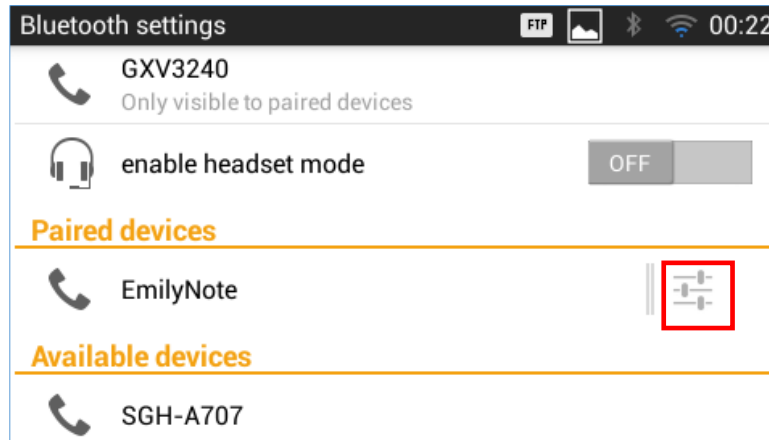 Bluetooth settings FTP 00:22
GXV3240
Only visible to paired devices
enable headset mode OFF
Paired devices
EmilyNote
Available devices
SGH-A707